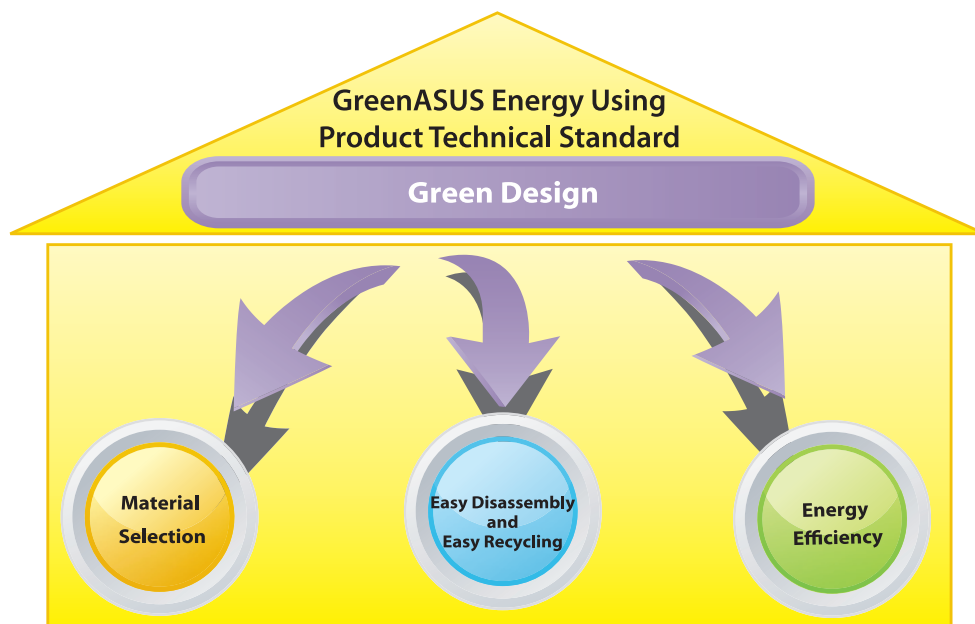 GreenASUS Energy Using
Product Technical Standard
Green Design
Material
Selection
Easy Disassembly
and
Easy Recycling
Energy
Efficiency